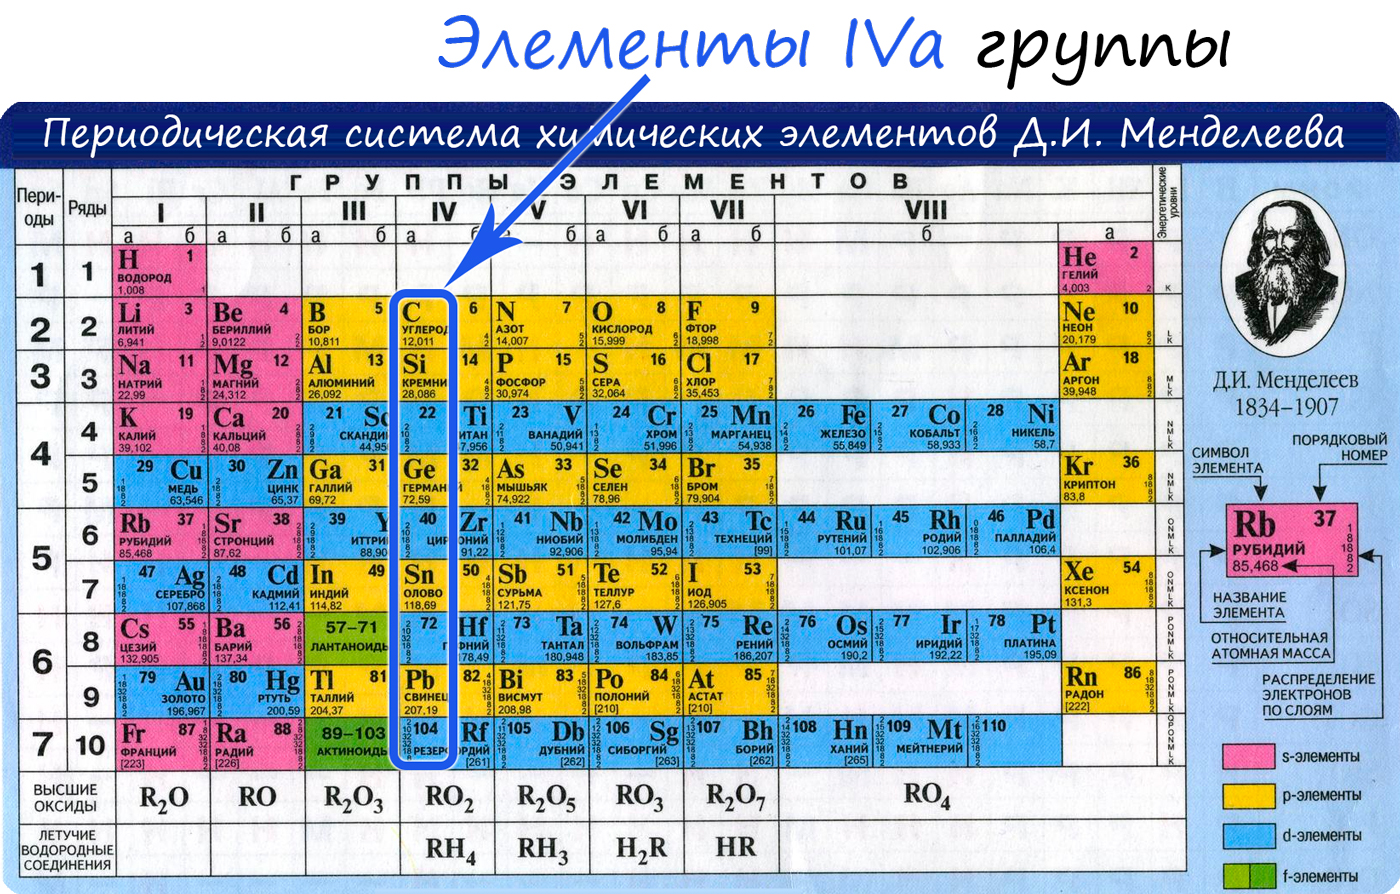 Элементы IVa группы
Периодическая система химических элементов Д.И. Менделеева
Пери-
оды
Ряды
ГРУППЫ ЭЛЕМЕНТОВ
Энергетические
уровни
I II III IV V VI VII VIII
а б а б а б а б б а б а б б а
1 1 H 1 He 2
ВОДОРОД ГЕЛИЙ
1,008 4,003
2 2 Li 3 Be 4 B 5 C 6 N 7 O 8 F 9 Ne 10
ЛИТИЙ БЕРИЛЛИЙ БОР УГЛЕРОД АЗОТ КИСЛОРОД ФТОР НЕОН
6,941 9,0122 10,811 12,011 14,007 15,999 18,998 20,179
3 3 Na 11 Mg 12 Al 13 Si 14 P 15 S 16 Cl 17 Ar 18
НАТРИЙ МАГНИЙ АЛЮМИНИЙ КРЕМНИ ФОСФОР СЕРА ХЛОР АРГОН
22,99 24,312 26,092 28,086 30,974 32,064 35,453 39,948
4 4 K 19 Ca 20 21 Sc 22 Ti 23 V 24 Cr 25 Mn 26 Fe 27 Co 28 Ni
КАЛИЙ КАЛЬЦИЙ СКАНДИ ИТАН ВАНАДИЙ ХРОМ МАРГАНЕЦ ЖЕЛЕЗО КОБАЛЬТ НИКЕЛЬ
39,102 40,08 44,956 47,956 50,941 51,996 54,938 55,849 58,933 58,7
5 29 Cu 30 Zn Ga 31 Ge 32 As 33 Se 34 Br 35 Kr 36
МЕДЬ ЦИНК ГАЛЛИЙ ГЕРМАНИЙ МЫШЬЯК СЕЛЕН БРОМ КРИПТОН
63,546 65,37 69,72 72,59 74,922 78,96 79,904 83,8
5 6 Rb 37 Sr 38 39 Y 40 Zr 41 Nb 42 Mo 43 Tc 44 Ru 45 Rh 46 Pd
РУБИДИЙ СТРОНЦИЙ ИТТРИ ЦИРКОНИЙ НИОБИЙ МОЛИБДЕН ТЕХНЕЦИЙ РУТЕНИЙ РОДИЙ ПАЛЛАДИЙ
85,468 87,62 88,90 91,22 92,906 95,94 [99] 101,07 102,906 106,4
7 47 Ag 48 Cd In 49 Sn 50 Sb 51 Te 52 I 53 Xe 54
СЕРЕБРО КАДМИЙ ИНДИЙ ОЛОВО СУРЬМА ТЕЛЛУР ИОД КСЕНОН
107,868 112,41 114,82 118,69 121,75 127,6 126,905 131,3
6 8 Cs 55 Ba 56 57–71 72 Hf 73 Ta 74 W 75 Re 76 Os 77 Ir 78 Pt
ЦЕЗИЙ БАРИЙ ЛАНТАНОИДЫ ГАФНИЙ ТАНТАЛ ВОЛЬФРАМ РЕНИЙ ОСМИЙ ИРИДИЙ ПЛАТИНА
132,905 137,34 178,49 180,948 183,85 186,207 190,2 192,22 195,09
9 79 Au 80 Hg Tl 81 Pb 82 Bi 83 Po 84 At 85 Rn 86
ЗОЛОТО РТУТЬ ТАЛЛИЙ СВИНЕЦ ВИСМУТ ПОЛОНИЙ АСТАТ РАДОН
196,967 200,59 204,37 207,19 208,98 [210] [210] [222]
7 10 Fr 87 Ra 88 89–103 104 Rf 105 Db 106 Sg 107 Bh 108 Hn 109 Mt 110
ФРАНЦИЙ РАДИЙ АКТИНОИДЫ РЕЗЕРФОРДИЙ ДУБНИЙ СИБОРГИЙ БОРИЙ ХАНИЙ МЕЙТНЕРИЙ
[223] [226] [261] [262] [263] [262] [265]
ВЫСШИЕ
ОКСИДЫ
R₂O RO R₂O₃ RO₂ R₂O₅ RO₃ R₂O₇ RO₄
ЛЕТУЧИЕ
ВОДОРОДНЫЕ
СОЕДИНЕНИЯ
RH₄ RH₃ H₂R HR
Д.И. Менделеев
1834–1907
СИМВОЛ
ЭЛЕМЕНТА
ПОРЯДКОВЫЙ
НОМЕР
Rb 37
РУБИДИЙ
85,468
1
8
18
8
2
НАЗВАНИЕ
ЭЛЕМЕНТА
ОТНОСИТЕЛЬНАЯ
АТОМНАЯ МАССА
РАСПРЕДЕЛЕНИЕ
ЭЛЕКТРОНОВ
ПО СЛОЯМ
s-элементы
p-элементы
d-элементы
f-элементы